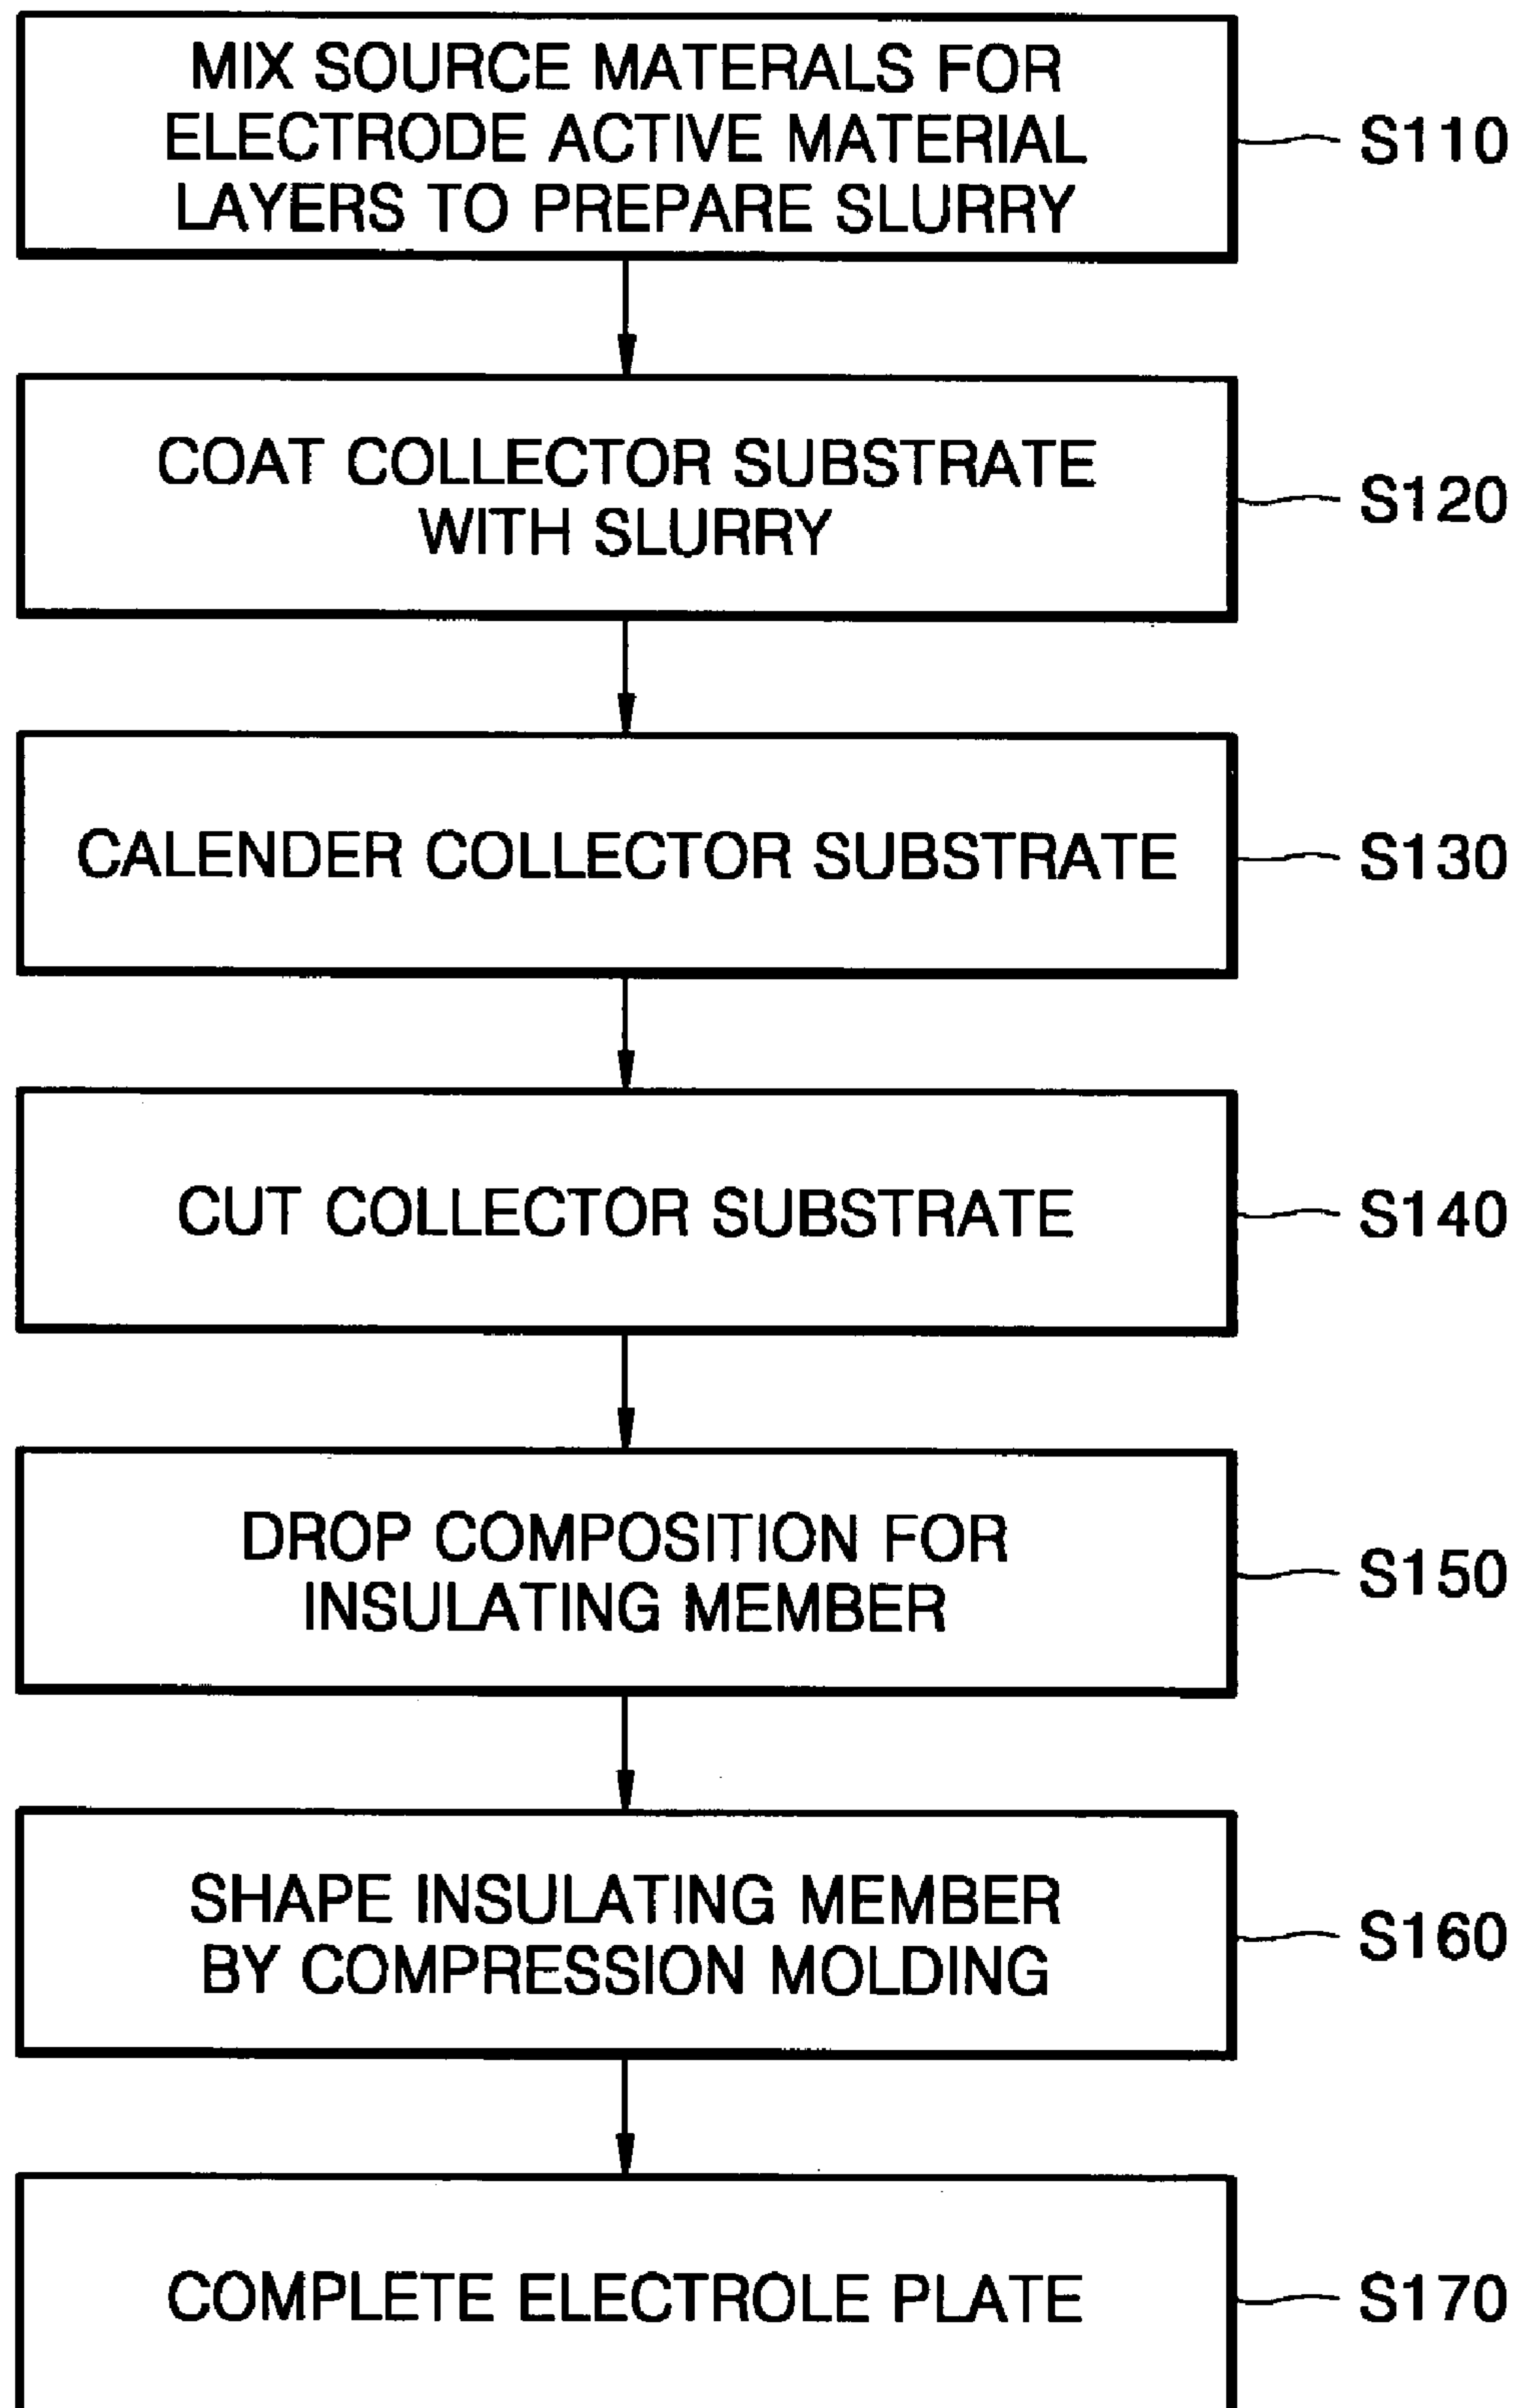 MIX SOURCE MATERALS FOR
ELECTRODE ACTIVE MATERIAL
LAYERS TO PREPARE SLURRY
S110
COAT COLLECTOR SUBSTRATE
WITH SLURRY
S120
CALENDER COLLECTOR SUBSTRATE
S130
CUT COLLECTOR SUBSTRATE
S140
DROP COMPOSITION FOR
INSULATING MEMBER
S150
SHAPE INSULATING MEMBER
BY COMPRESSION MOLDING
S160
COMPLETE ELECTROLE PLATE
S170